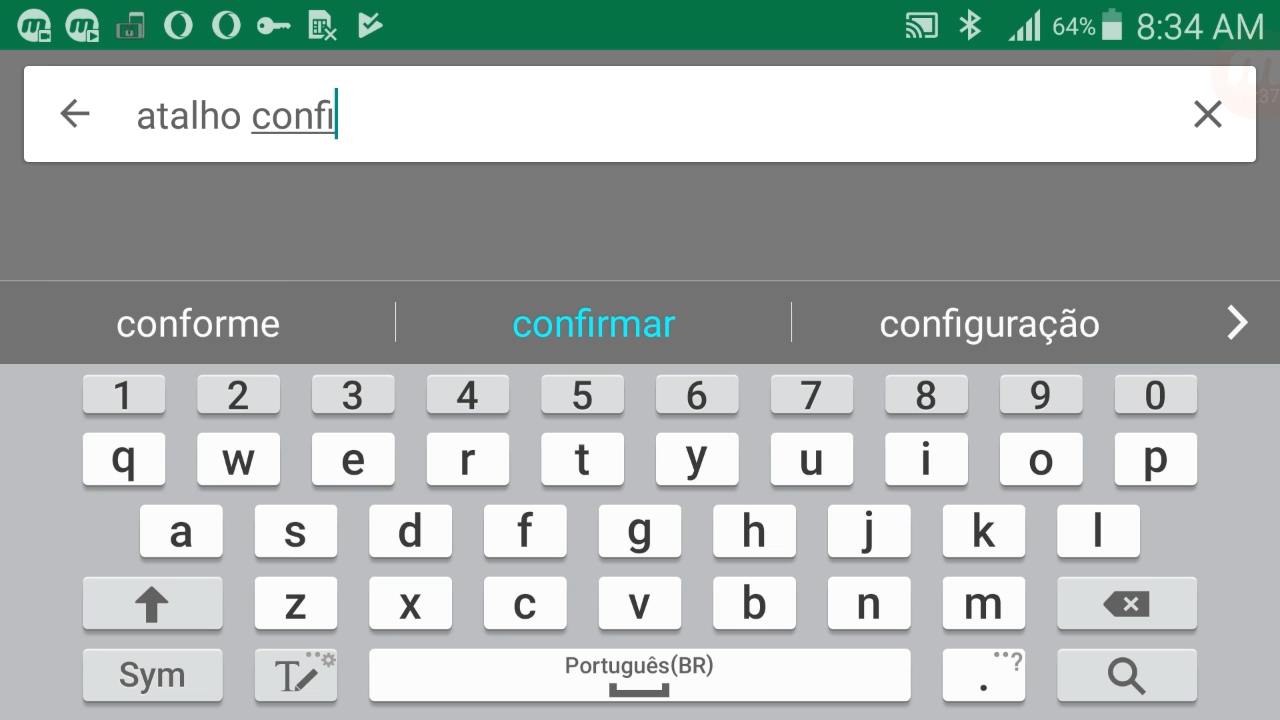 64% 8:34 AM
atalho confi
conforme confirmar configuração
1 2 3 4 5 6 7 8 9 0
q w e r t y u i o p
a s d f g h j k l
z x c v b n m
Sym Português(BR) . ?